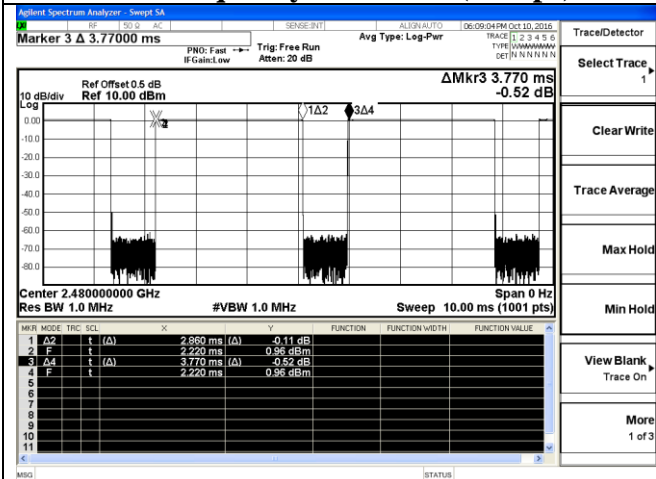 Agilent Spectrum Analyzer - Swept SA
RF 50 Ω AC SENSE:INT ALIGN AUTO 06:09:04 PM Oct 10, 2016
Marker 3 Δ 3.77000 ms
PNO: Fast
IFGain:Low
Trig: Free Run
Atten: 20 dB
Avg Type: Log-Pwr
TRACE 1 2 3 4 5 6
TYPE WWWWWW
DET N N N N N N
Ref Offset 0.5 dB
10 dB/div Ref 10.00 dBm
ΔMkr3 3.770 ms
-0.52 dB
Log
1Δ2 3Δ4
0.00
-10.0
-20.0
-30.0
-40.0
-50.0
-60.0
-70.0
-80.0
Center 2.480000000 GHz Span 0 Hz
Res BW 1.0 MHz #VBW 1.0 MHz Sweep 10.00 ms (1001 pts)
MKR MODE TRC SCL X Y FUNCTION FUNCTION WIDTH FUNCTION VALUE
1 Δ2 t (Δ) 2.860 ms (Δ) -0.11 dB
2 F t 2.220 ms 0.96 dBm
3 Δ4 t (Δ) 3.770 ms (Δ) -0.52 dB
4 F t 2.220 ms 0.96 dBm
5
6
7
8
9
10
11
MSG STATUS
Trace/Detector
Select Trace
1
Clear Write
Trace Average
Max Hold
Min Hold
View Blank
Trace On
More
1 of 3